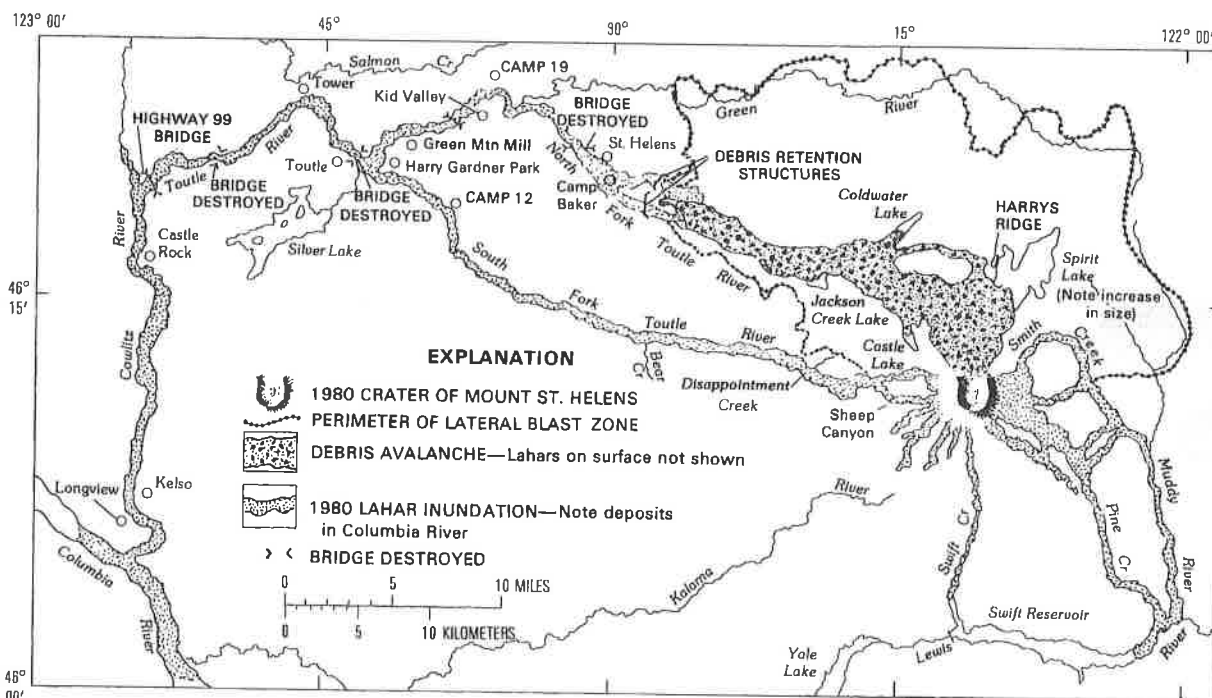 123° 00'
45°
90°
15°
122° 00'
Salmon Cr
CAMP 19
Tower
Kid Valley
BRIDGE
DESTROYED
Green River
HIGHWAY 99
BRIDGE
River
Green Mtn Mill
St. Helens
DEBRIS RETENTION
STRUCTURES
Toutle
Harry Gardner Park
North
Camp
Baker
Coldwater
Lake
HARRYS
RIDGE
Toutle
BRIDGE
DESTROYED
BRIDGE
DESTROYED
CAMP 12
Fork
River
Castle
Rock
Silver Lake
South
Toutle
River
Spirit
Lake
(Note increase
in size)
46°
15'
Fork
Jackson
Creek Lake
Smith
Creek
Toutle
River
Castle
Lake
Cowlitz
EXPLANATION
Bear
Cr
Disappointment
Creek
1980 CRATER OF MOUNT ST. HELENS
Sheep
Canyon
PERIMETER OF LATERAL BLAST ZONE
DEBRIS AVALANCHE—Lahars on surface not shown
Muddy
Longview
Kelso
River
1980 LAHAR INUNDATION—Note deposits
in Columbia River
Pine
Cr
Swift
Cr
BRIDGE DESTROYED
Columbia
0 5 10 MILES
Kalama
River
0 5 10 KILOMETERS
Swift Reservoir
River
Yale
Lake
Lewis
River
46°
00'